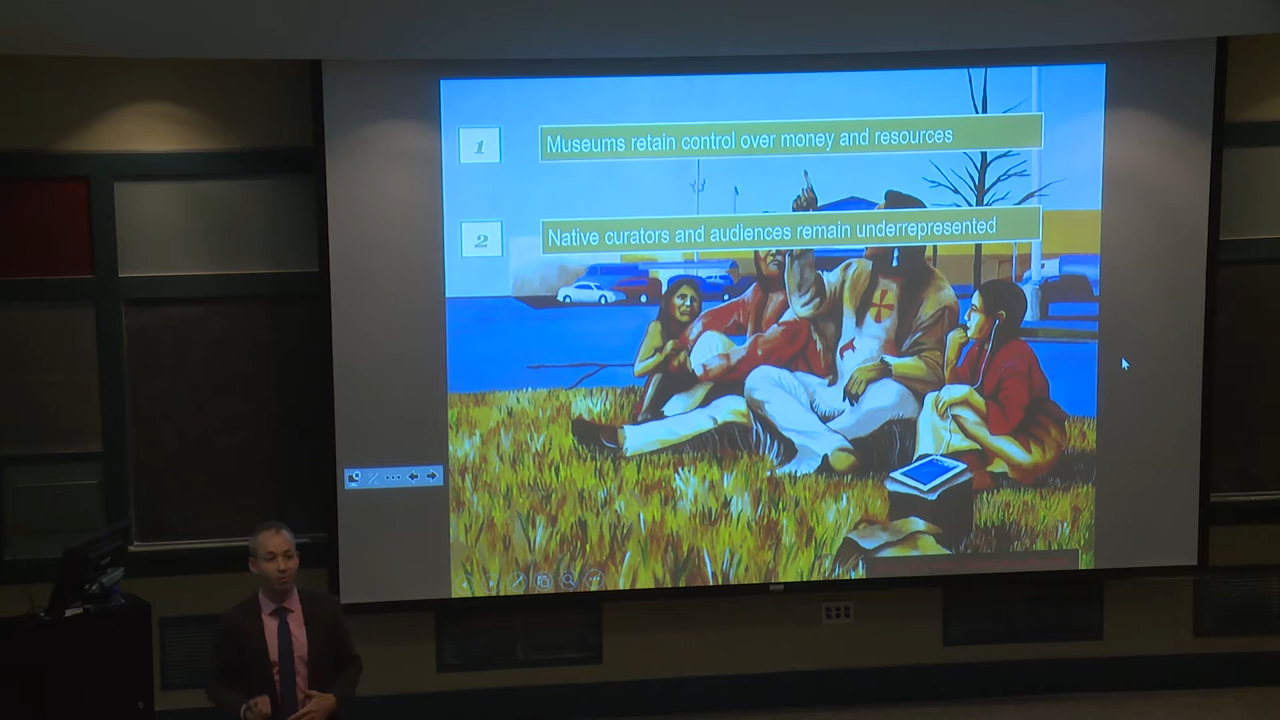 1
Museums retain control over money and resources
2
Native curators and audiences remain underrepresented